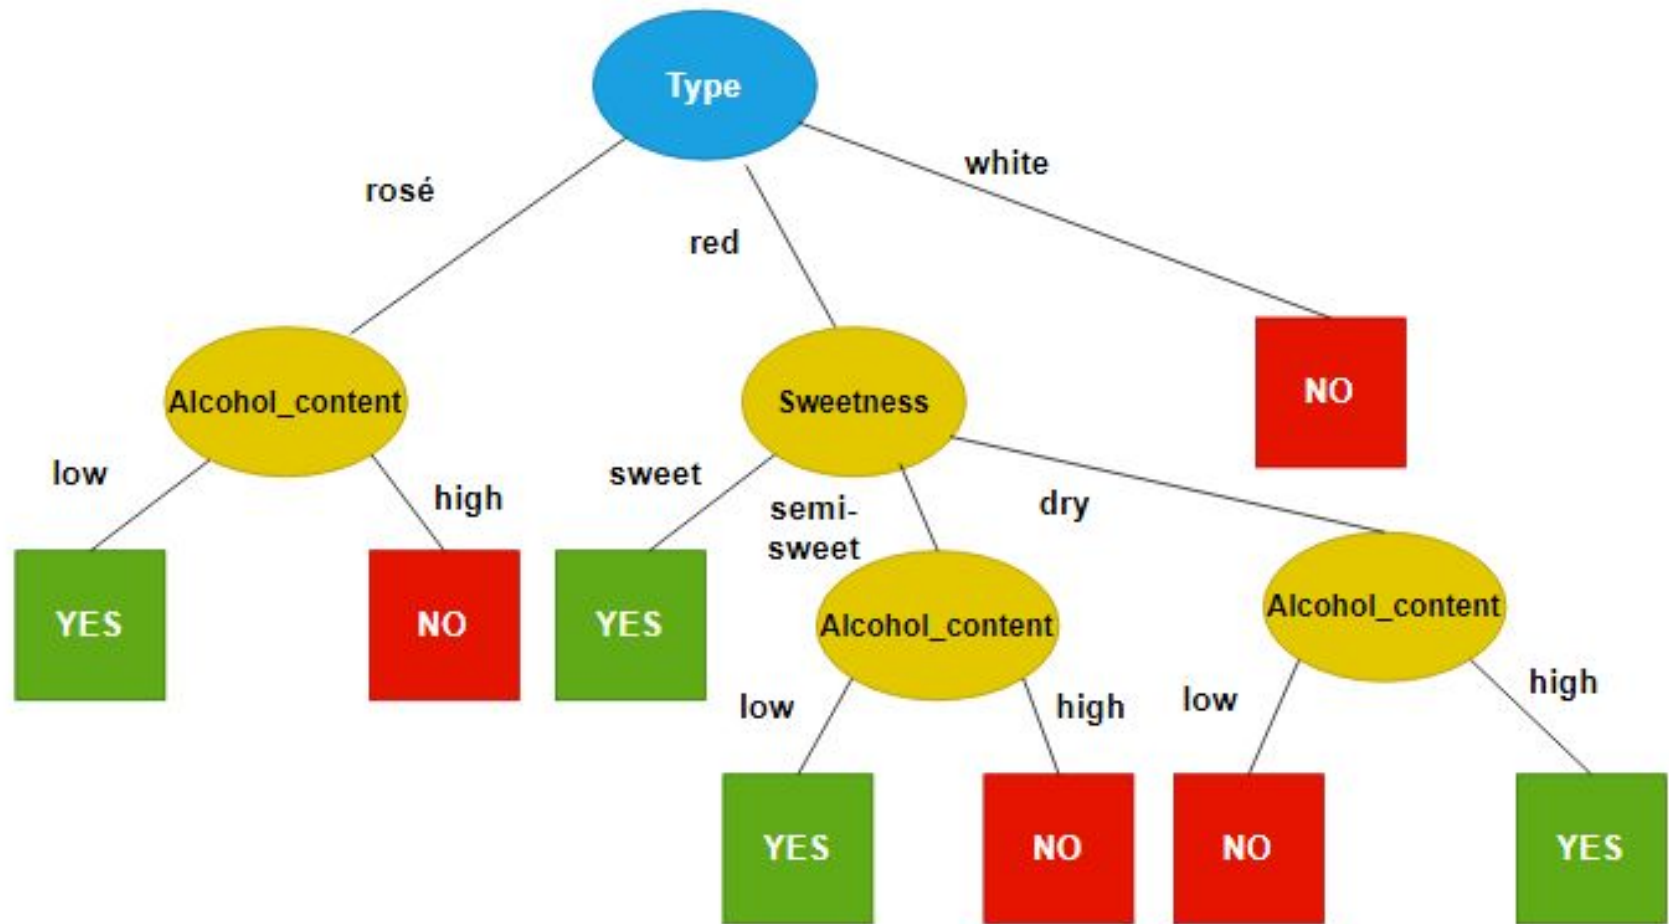 Type
rosé
red
white
Alcohol_content
Sweetness
NO
low
high
sweet
semi-
sweet
dry
YES
NO
YES
Alcohol_content
Alcohol_content
low
high
low
high
YES
NO
NO
YES